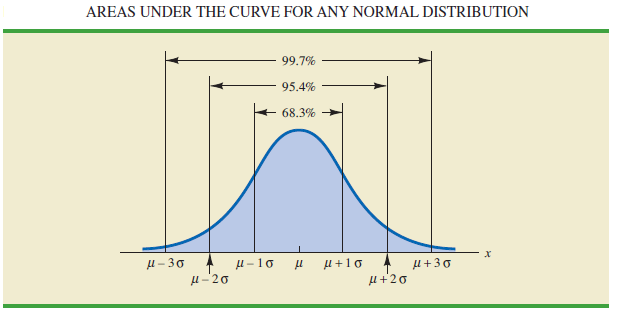 AREAS UNDER THE CURVE FOR ANY NORMAL DISTRIBUTION
99.7%
95.4%
68.3%
x
μ – 3σ μ – 1σ μ μ + 1σ μ + 3σ
μ – 2σ μ + 2σ